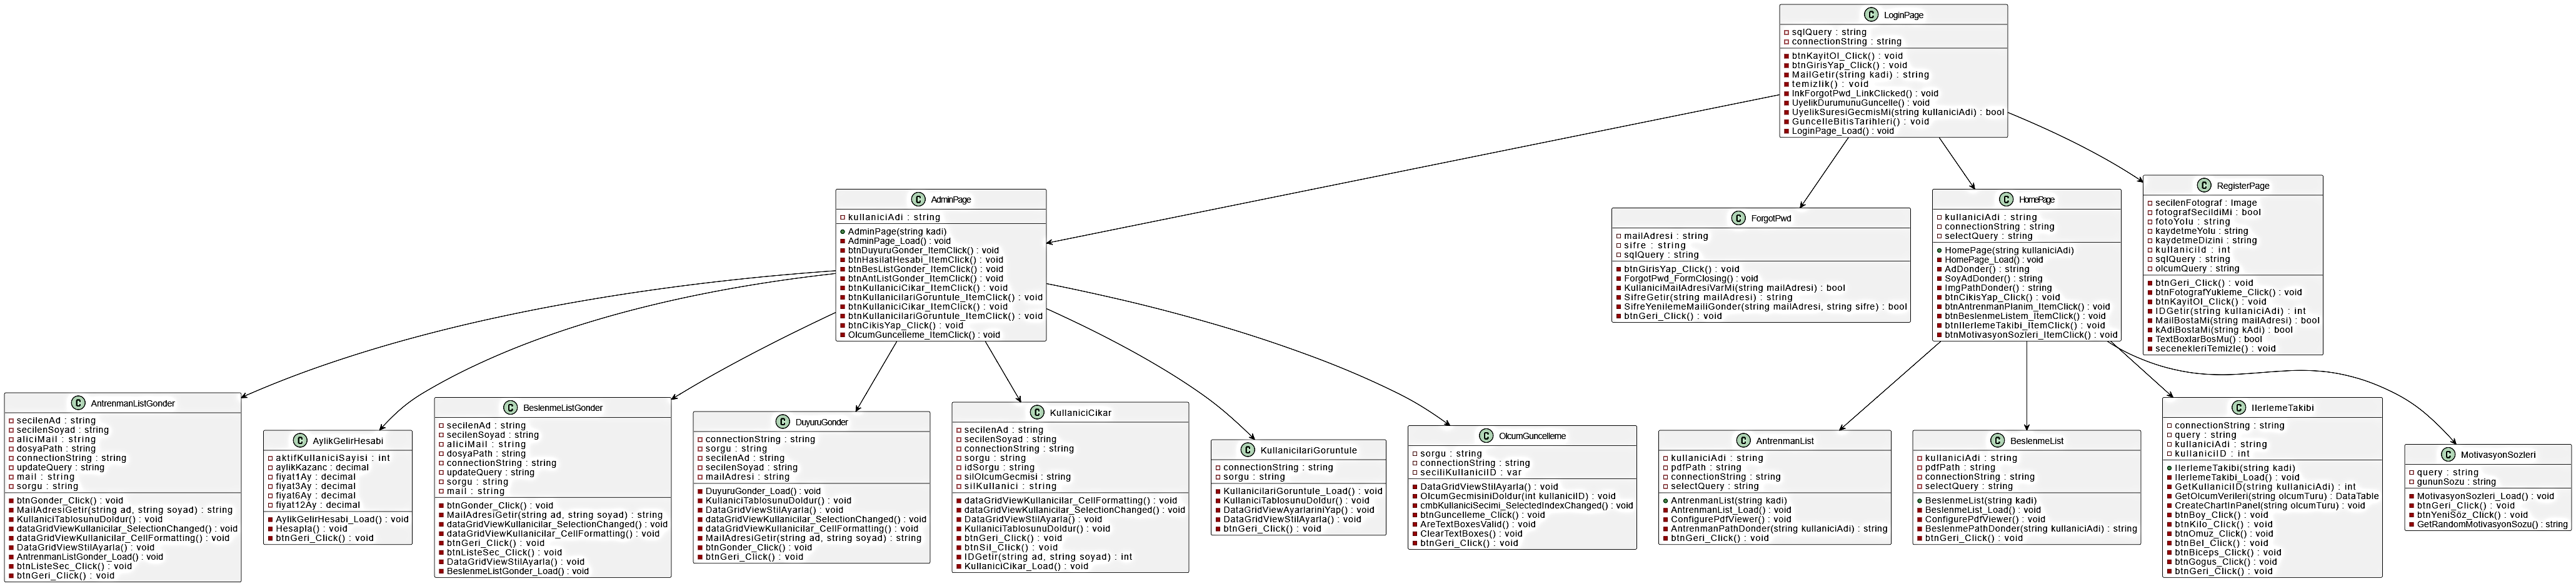 LoginPage
sqlQuery : string
connectionString : string
btnKayitOl_Click() : void
btnGirisYap_Click() : void
MailGetir(string kadi) : string
temizlik() : void
lnkForgotPwd_LinkClicked() : void
UyelikDurumunuGuncelle() : void
UyelikSuresiGecmisMi(string kullaniciAdi) : bool
GuncelleBitisTarihleri() : void
LoginPage_Load() : void
AdminPage
kullaniciAdi : string
AdminPage(string kadi)
AdminPage_Load() : void
btnDuyuruGonder_ItemClick() : void
btnHasilatHesabi_ItemClick() : void
btnBesListGonder_ItemClick() : void
btnAntListGonder_ItemClick() : void
btnKullaniciCikar_ItemClick() : void
btnKullanicilariGoruntule_ItemClick() : void
btnKullaniciCikar_ItemClick() : void
btnKullanicilariGoruntule_ItemClick() : void
btnCikisYap_Click() : void
OlcumGuncelleme_ItemClick() : void
ForgotPwd
mailAdresi : string
sifre : string
sqlQuery : string
btnGirisYap_Click() : void
ForgotPwd_FormClosing() : void
KullaniciMailAdresiVarMi(string mailAdresi) : bool
SifreGetir(string mailAdresi) : string
SifreYenilemeMailiGonder(string mailAdresi, string sifre) : bool
btnGeri_Click() : void
HomePage
kullaniciAdi : string
connectionString : string
selectQuery : string
HomePage(string kullaniciAdi)
HomePage_Load() : void
AdDonder() : string
SoyAdDonder() : string
ImgPathDonder() : string
btnCikisYap_Click() : void
btnAntrenmanPlanim_ItemClick() : void
btnBeslenmeListem_ItemClick() : void
btnIlerlemeTakibi_ItemClick() : void
btnMotivasyonSozleri_ItemClick() : void
RegisterPage
secilenFotograf : Image
fotografSecildiMi : bool
fotoYolu : string
kaydetmeYolu : string
kaydetmeDizini : string
kullaniciId : int
sqlQuery : string
olcumQuery : string
btnGeri_Click() : void
btnFotografYukleme_Click() : void
btnKayitOl_Click() : void
IDGetir(string kullaniciAdi) : int
MailBostaMi(string mailAdresi) : bool
kAdiBostaMi(string kAdi) : bool
TextBoxlarBosMu() : bool
secenekleriTemizle() : void
AntrenmanListGonder
secilenAd : string
secilenSoyad : string
aliciMail : string
dosyaPath : string
connectionString : string
updateQuery : string
mail : string
sorgu : string
btnGonder_Click() : void
MailAdresiGetir(string ad, string soyad) : string
KullaniciTablosunuDoldur() : void
dataGridViewKullanicilar_SelectionChanged() : void
dataGridViewKullanicilar_CellFormatting() : void
DataGridViewStilAyarla() : void
AntrenmanListGonder_Load() : void
btnListeSec_Click() : void
btnGeri_Click() : void
AylikGelirHesabi
aktifKullaniciSayisi : int
aylikKazanc : decimal
fiyat1Ay : decimal
fiyat3Ay : decimal
fiyat6Ay : decimal
fiyat12Ay : decimal
AylikGelirHesabi_Load() : void
Hesapla() : void
btnGeri_Click() : void
BeslenmeListGonder
secilenAd : string
secilenSoyad : string
aliciMail : string
dosyaPath : string
connectionString : string
updateQuery : string
sorgu : string
mail : string
btnGonder_Click() : void
MailAdresiGetir(string ad, string soyad) : string
dataGridViewKullanicilar_SelectionChanged() : void
dataGridViewKullanicilar_CellFormatting() : void
btnGeri_Click() : void
btnListeSec_Click() : void
DataGridViewStilAyarla() : void
BeslenmeListGonder_Load() : void
DuyuruGonder
connectionString : string
sorgu : string
secilenAd : string
secilenSoyad : string
mailAdresi : string
DuyuruGonder_Load() : void
KullaniciTablosunuDoldur() : void
DataGridViewStilAyarla() : void
dataGridViewKullanicilar_SelectionChanged() : void
dataGridViewKullanicilar_CellFormatting() : void
MailAdresiGetir(string ad, string soyad) : string
btnGonder_Click() : void
btnGeri_Click() : void
KullaniciCikar
secilenAd : string
secilenSoyad : string
connectionString : string
sorgu : string
idSorgu : string
silOlcumGecmisi : string
silKullanici : string
dataGridViewKullanicilar_CellFormatting() : void
dataGridViewKullanicilar_SelectionChanged() : void
DataGridViewStilAyarla() : void
KullaniciTablosunuDoldur() : void
btnGeri_Click() : void
btnSil_Click() : void
IDGetir(string ad, string soyad) : int
KullaniciCikar_Load() : void
KullanicilariGoruntule
connectionString : string
sorgu : string
KullanicilariGoruntule_Load() : void
KullaniciTablosunuDoldur() : void
DataGridViewAyarlariniYap() : void
DataGridViewStilAyarla() : void
btnGeri_Click() : void
OlcumGuncelleme
sorgu : string
connectionString : string
seciliKullaniciID : var
DataGridViewStilAyarla() : void
OlcumGecmisiniDoldur(int kullaniciID) : void
cmbKullaniciSecimi_SelectedIndexChanged() : void
btnGuncelleme_Click() : void
AreTextBoxesValid() : void
ClearTextBoxes() : void
btnGeri_Click() : void
AntrenmanList
kullaniciAdi : string
pdfPath : string
connectionString : string
selectQuery : string
AntrenmanList(string kadi)
AntrenmanList_Load() : void
ConfigurePdfViewer() : void
AntrenmanPathDonder(string kullaniciAdi) : string
btnGeri_Click() : void
BeslenmeList
kullaniciAdi : string
pdfPath : string
connectionString : string
selectQuery : string
BeslenmeList(string kadi)
BeslenmeList_Load() : void
ConfigurePdfViewer() : void
BeslenmePathDonder(string kullaniciAdi) : string
btnGeri_Click() : void
IlerlemeTakibi
connectionString : string
query : string
kullaniciAdi : string
kullaniciID : int
IlerlemeTakibi(string kadi)
IlerlemeTakibi_Load() : void
GetKullaniciID(string kullaniciAdi) : int
GetOlcumVerileri(string olcumTuru) : DataTable
CreateChartInPanel(string olcumTuru) : void
btnBoy_Click() : void
btnKilo_Click() : void
btnOmuz_Click() : void
btnBel_Click() : void
btnBiceps_Click() : void
btnGogus_Click() : void
btnGeri_Click() : void
MotivasyonSozleri
query : string
gununSozu : string
MotivasyonSozleri_Load() : void
btnGeri_Click() : void
btnYeniSöz_Click() : void
GetRandomMotivasyonSozu() : string